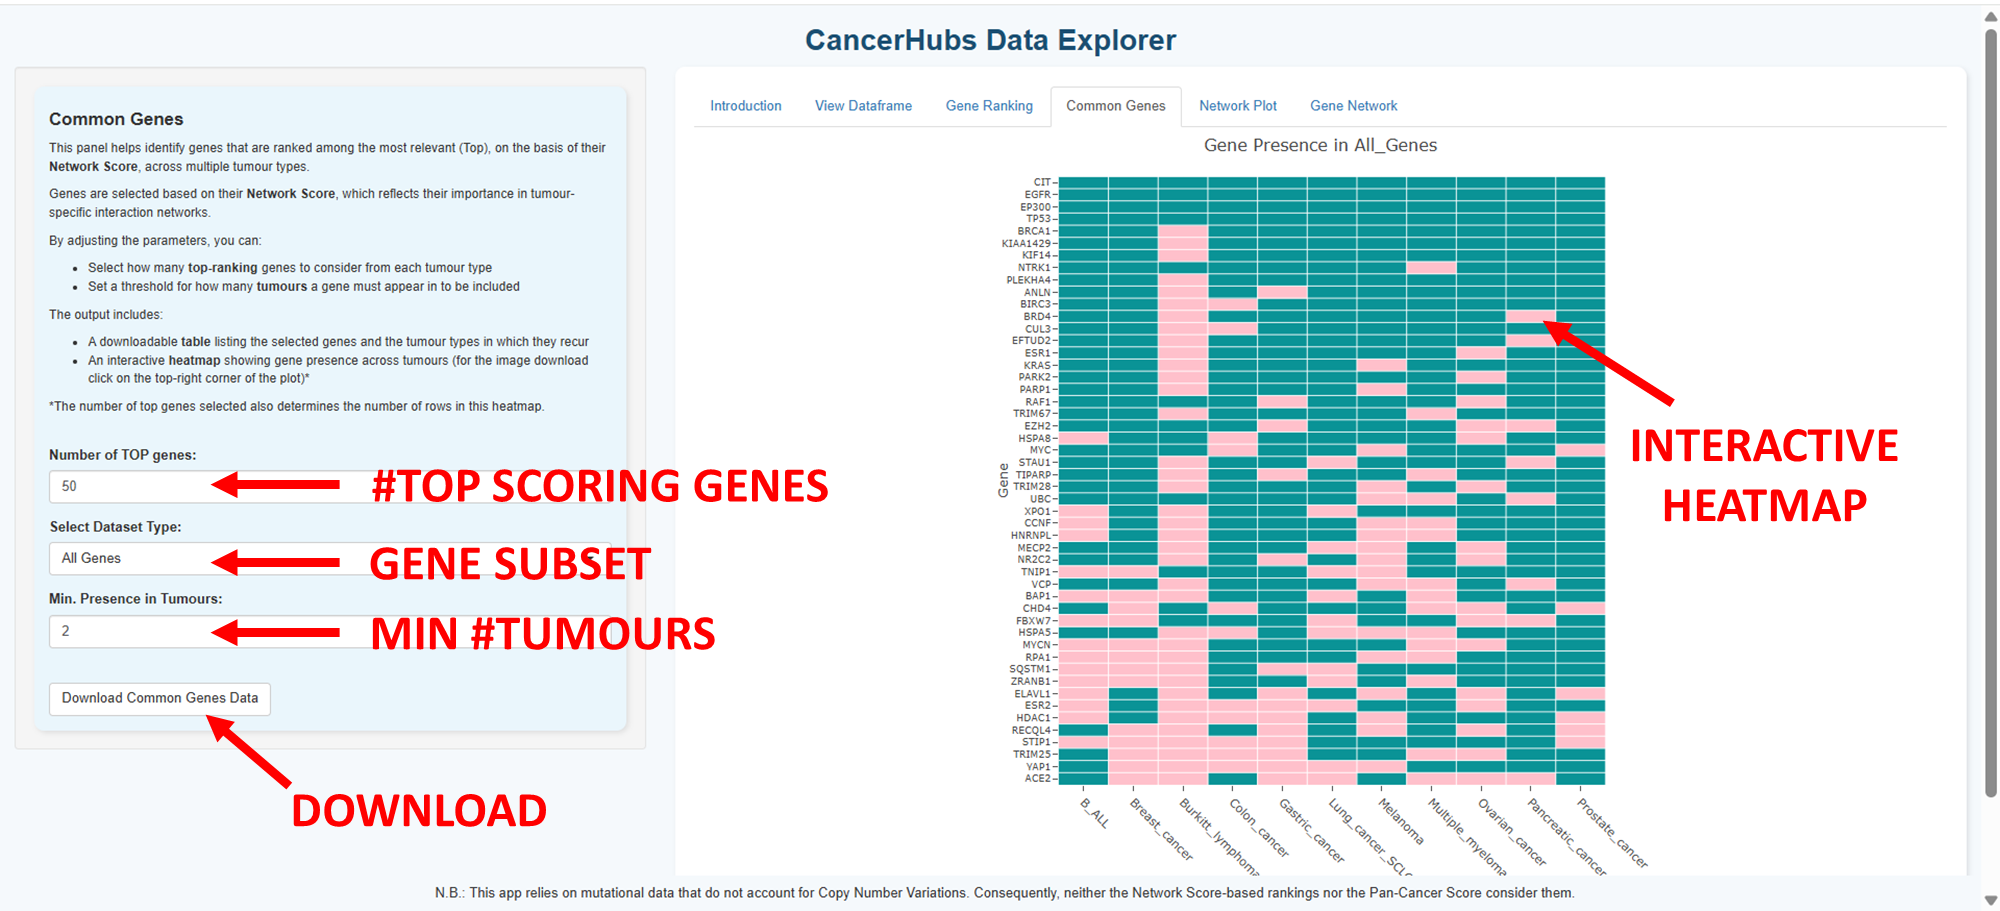 CancerHubs Data Explorer
Common Genes
This panel helps identify genes that are ranked among the most relevant (Top), on the basis of their
Network Score, across multiple tumour types.
Genes are selected based on their Network Score, which reflects their importance in tumour-
specific interaction networks.
By adjusting the parameters, you can:
Select how many top-ranking genes to consider from each tumour type
Set a threshold for how many tumours a gene must appear in to be included
The output includes:
A downloadable table listing the selected genes and the tumour types in which they recur
An interactive heatmap showing gene presence across tumours (for the image download
click on the top-right corner of the plot)*
*The number of top genes selected also determines the number of rows in this heatmap.
Number of TOP genes:
50
#TOP SCORING GENES
Select Dataset Type:
All Genes
GENE SUBSET
Min. Presence in Tumours:
2
MIN #TUMOURS
Download Common Genes Data
DOWNLOAD
Introduction View Dataframe Gene Ranking Common Genes Network Plot Gene Network
Gene Presence in All_Genes
Gene
CIT
EGFR
EP300
TP53
BRCA1
KIAA1429
KIF14
NTRK1
PLEKHA4
ANLN
BIRC3
BRD4
CUL3
EFTUD2
ESR1
KRAS
PARK2
PARP1
RAF1
TRIM67
EZH2
HSPA8
MYC
STAU1
TIPARP
TRIM28
UBC
XPO1
CCNF
HNRNPL
MECP2
NR2C2
TNIP1
VCP
BAP1
CHD4
FBXW7
HSPA5
MYCN
RPA1
SQSTM1
ZRANB1
ELAVL1
ESR2
HDAC1
RECQL4
STIP1
TRIM25
YAP1
ACE2
B_ALL
Breast_cancer
Burkitt_lymphoma
Colon_cancer
Gastric_cancer
Lung_cancer_SCLC
Melanoma
Multiple_myeloma
Ovarian_cancer
Pancreatic_cancer
Prostate_cancer
INTERACTIVE
HEATMAP
N.B.: This app relies on mutational data that do not account for Copy Number Variations. Consequently, neither the Network Score-based rankings nor the Pan-Cancer Score consider them.